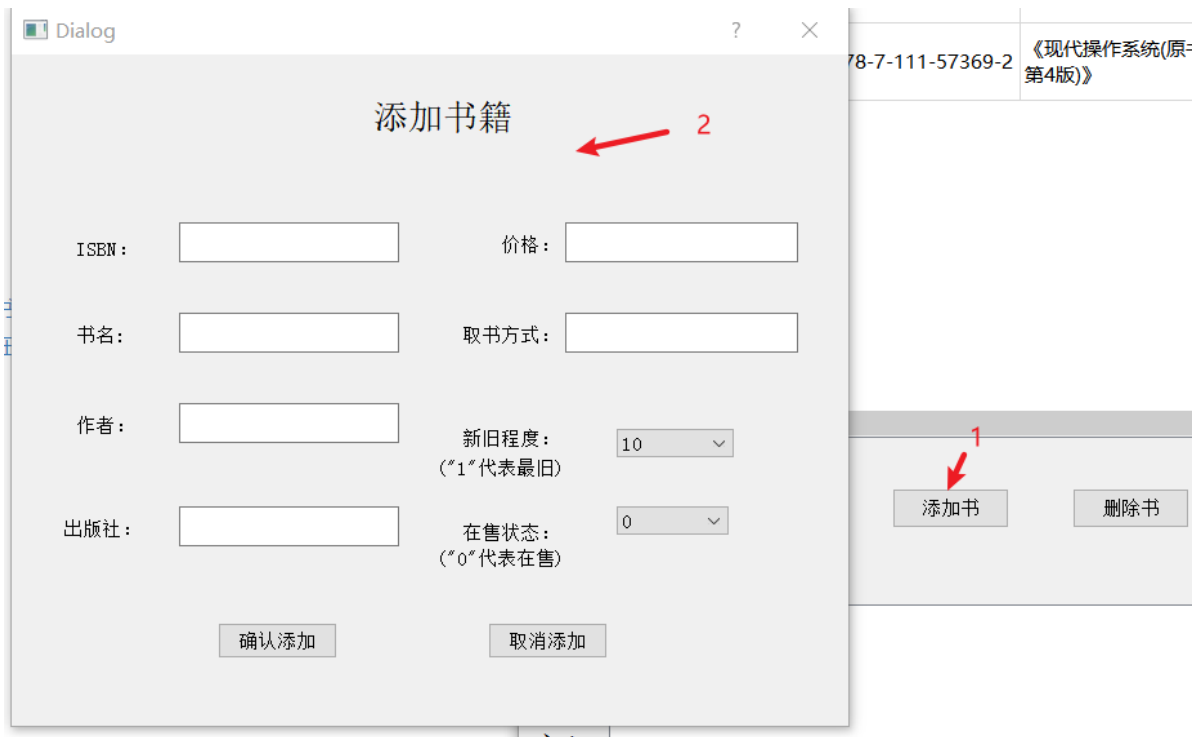 Dialog
?
添加书籍
2
78-7-111-57369-2
《现代操作系统(原书
第4版)》
ISBN：
价格：
书名：
取书方式：
作者：
新旧程度：
("1"代表最旧)
10
出版社：
在售状态：
("0"代表在售)
0
1
添加书
删除书
确认添加
取消添加